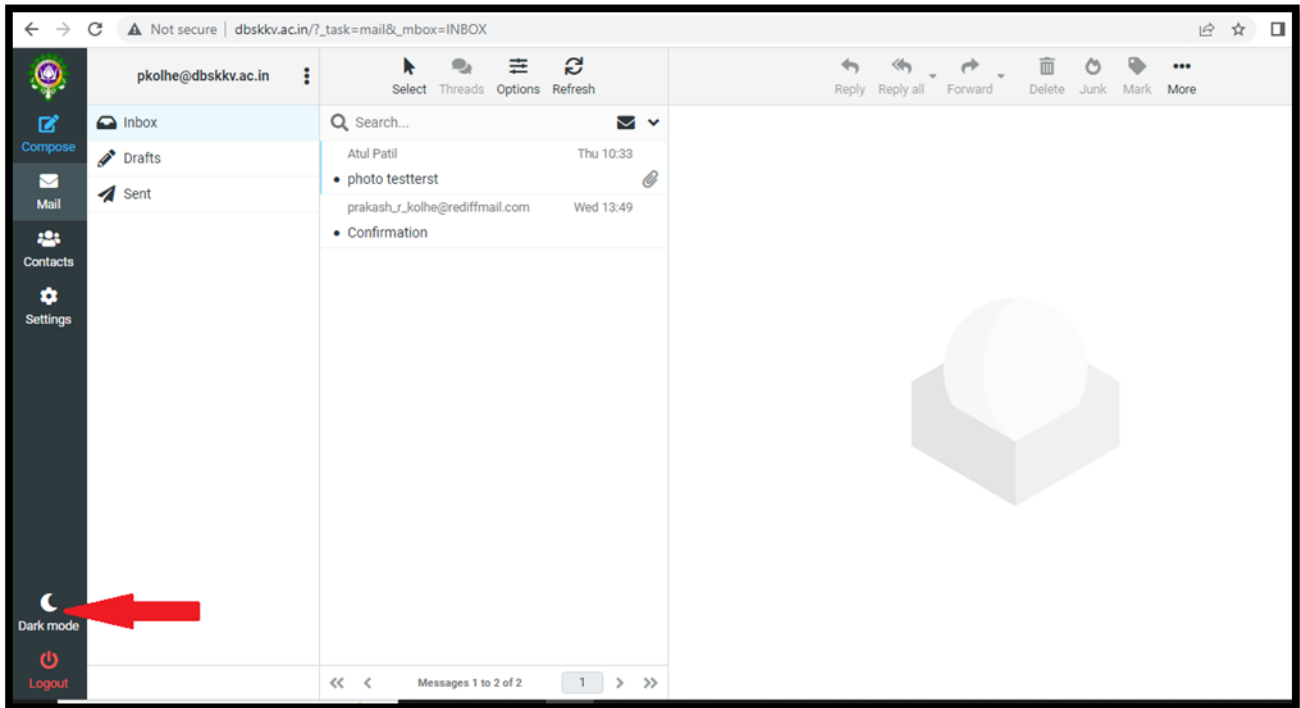 Not secure | dbskkv.ac.in/?_task=mail&_mbox=INBOX
pkolhe@dbskkv.ac.in
Select Threads Options Refresh
Reply Reply all Forward Delete Junk Mark More
Compose
Mail
Contacts
Settings
Dark mode
Logout
Inbox
Drafts
Sent
Search...
Atul Patil Thu 10:33
• photo testterst
prakash_r_kolhe@rediffmail.com Wed 13:49
• Confirmation
Messages 1 to 2 of 2 1